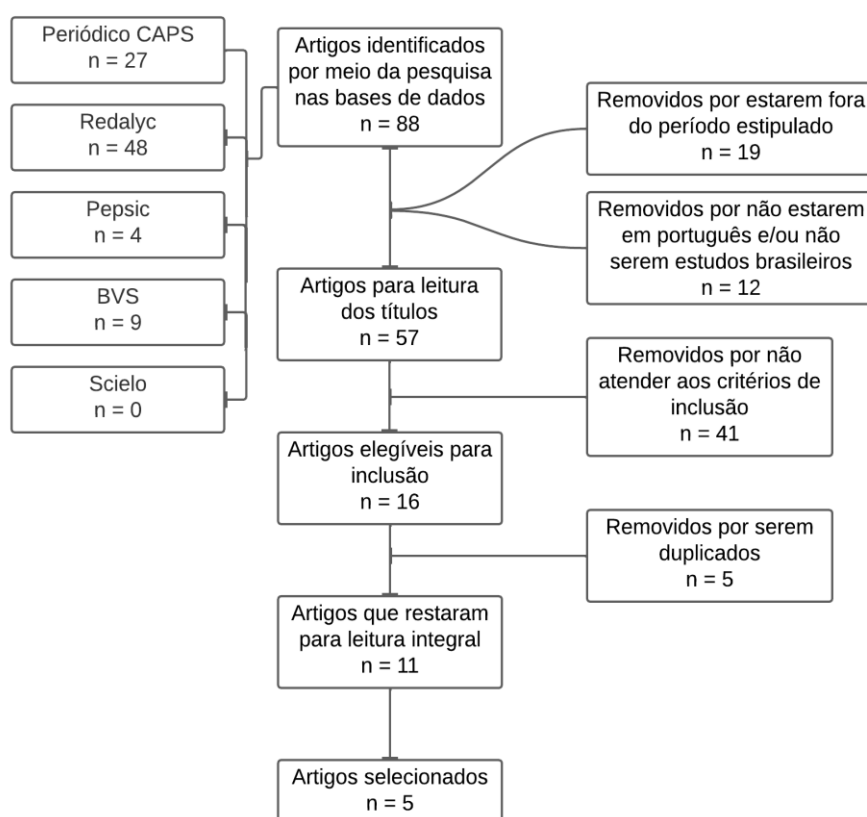 Periódico CAPS
n = 27
Redalyc
n = 48
Pepsic
n = 4
BVS
n = 9
Scielo
n = 0
Artigos identificados
por meio da pesquisa
nas bases de dados
n = 88
Removidos por estarem fora
do período estipulado
n = 19
Removidos por não estarem
em português e/ou não
serem estudos brasileiros
n = 12
Artigos para leitura
dos títulos
n = 57
Removidos por não
atender aos critérios de
inclusão
n = 41
Artigos elegíveis para
inclusão
n = 16
Removidos por serem
duplicados
n = 5
Artigos que restaram
para leitura integral
n = 11
Artigos selecionados
n = 5